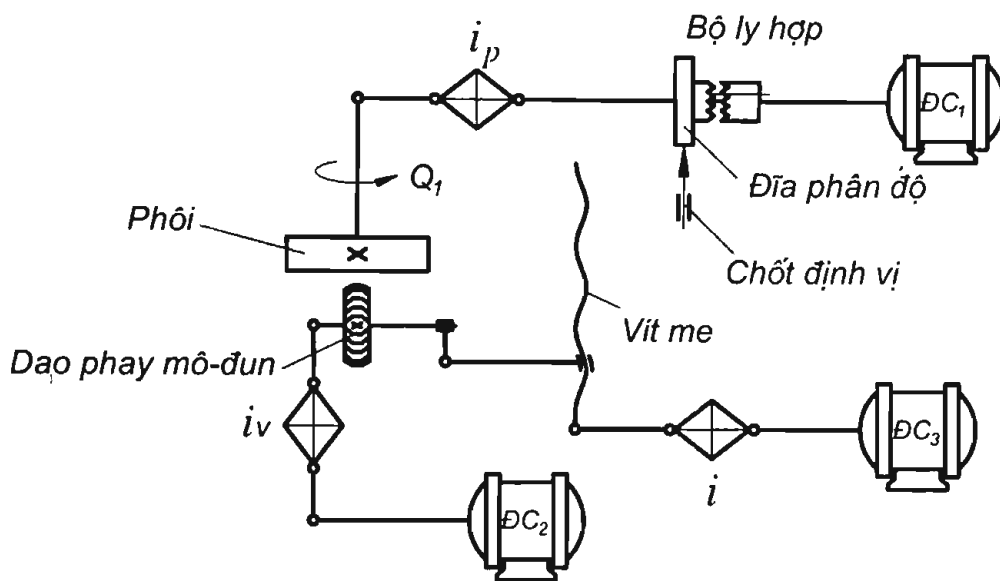 Bộ ly hợp
i_p
ĐC₁
Q₁
Đĩa phân độ
Phôi
Chốt định vị
Vít me
Dao phay mô-đun
i_v
ĐC₃
i
ĐC₂